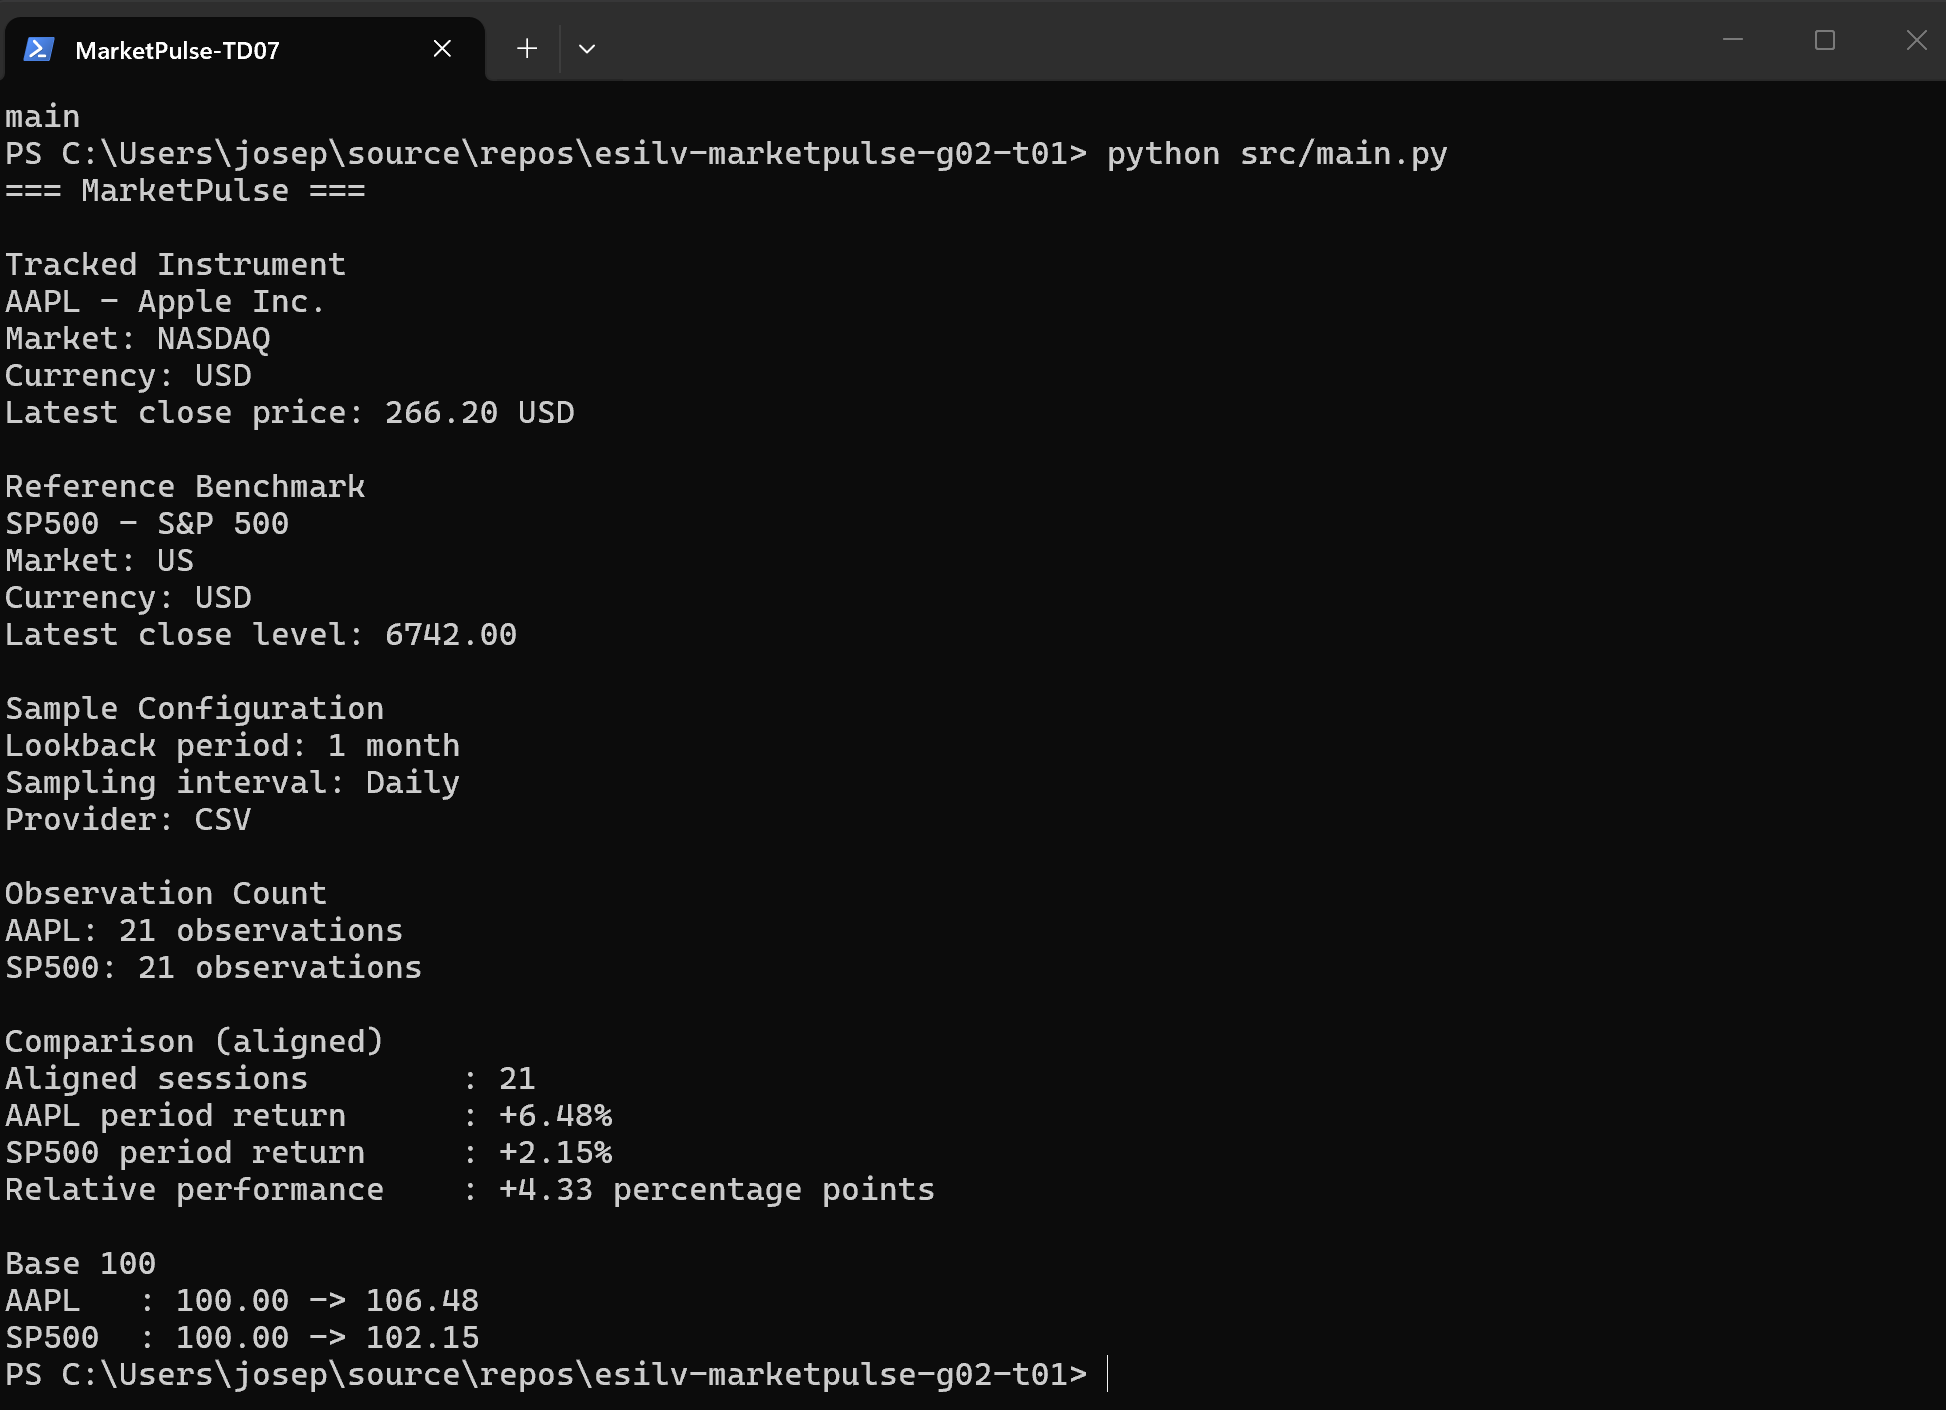 MarketPulse-TD07
main
PS C:\Users\josep\source\repos\esilv-marketpulse-g02-t01> python src/main.py
=== MarketPulse ===
Tracked Instrument
AAPL - Apple Inc.
Market: NASDAQ
Currency: USD
Latest close price: 266.20 USD
Reference Benchmark
SP500 - S&P 500
Market: US
Currency: USD
Latest close level: 6742.00
Sample Configuration
Lookback period: 1 month
Sampling interval: Daily
Provider: CSV
Observation Count
AAPL: 21 observations
SP500: 21 observations
Comparison (aligned)
Aligned sessions        : 21
AAPL period return      : +6.48%
SP500 period return     : +2.15%
Relative performance    : +4.33 percentage points
Base 100
AAPL   : 100.00 -> 106.48
SP500  : 100.00 -> 102.15
PS C:\Users\josep\source\repos\esilv-marketpulse-g02-t01>